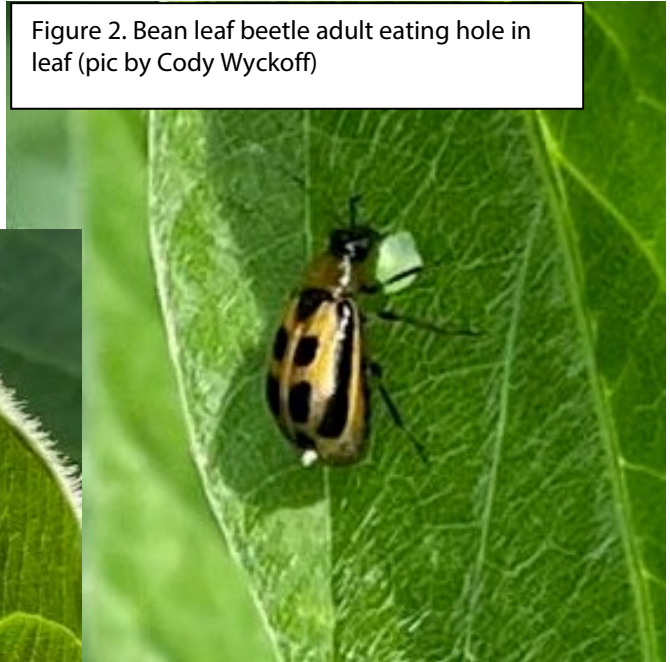 Figure 2. Bean leaf beetle adult eating hole in
leaf (pic by Cody Wyckoff)